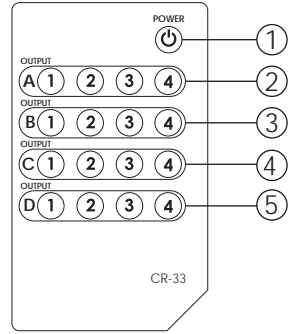 POWER
1
OUTPUT
A 1 2 3 4
2
OUTPUT
B 1 2 3 4
3
OUTPUT
C 1 2 3 4
4
OUTPUT
D 1 2 3 4
5
CR-33